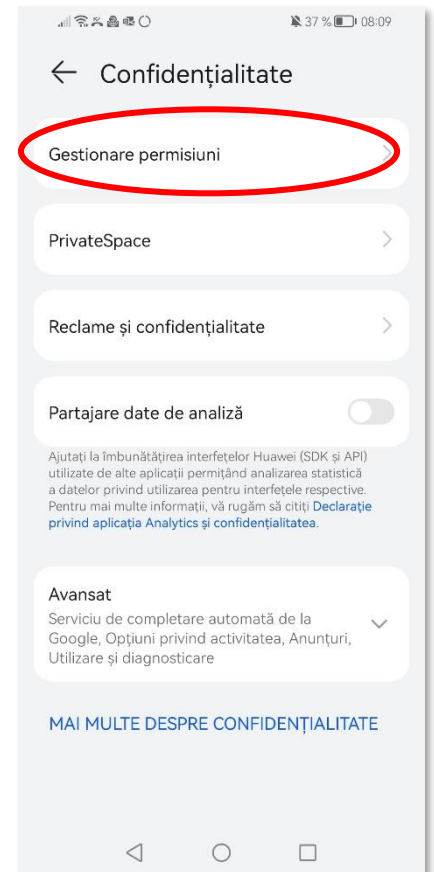 37 % 08:09
Confidențialitate
Gestionare permisiuni
PrivateSpace
Reclame și confidențialitate
Partajare date de analiză
Ajutați la îmbunătățirea interfețelor Huawei (SDK și API)
utilizate de alte aplicații permițând analizarea statistică
a datelor privind utilizarea pentru interfețele respective.
Pentru mai multe informații, vă rugăm să citiți Declarație
privind aplicația Analytics și confidențialitatea.
Avansat
Serviciu de completare automată de la
Google, Opțiuni privind activitatea, Anunțuri,
Utilizare și diagnosticare
MAI MULTE DESPRE CONFIDENȚIALITATE